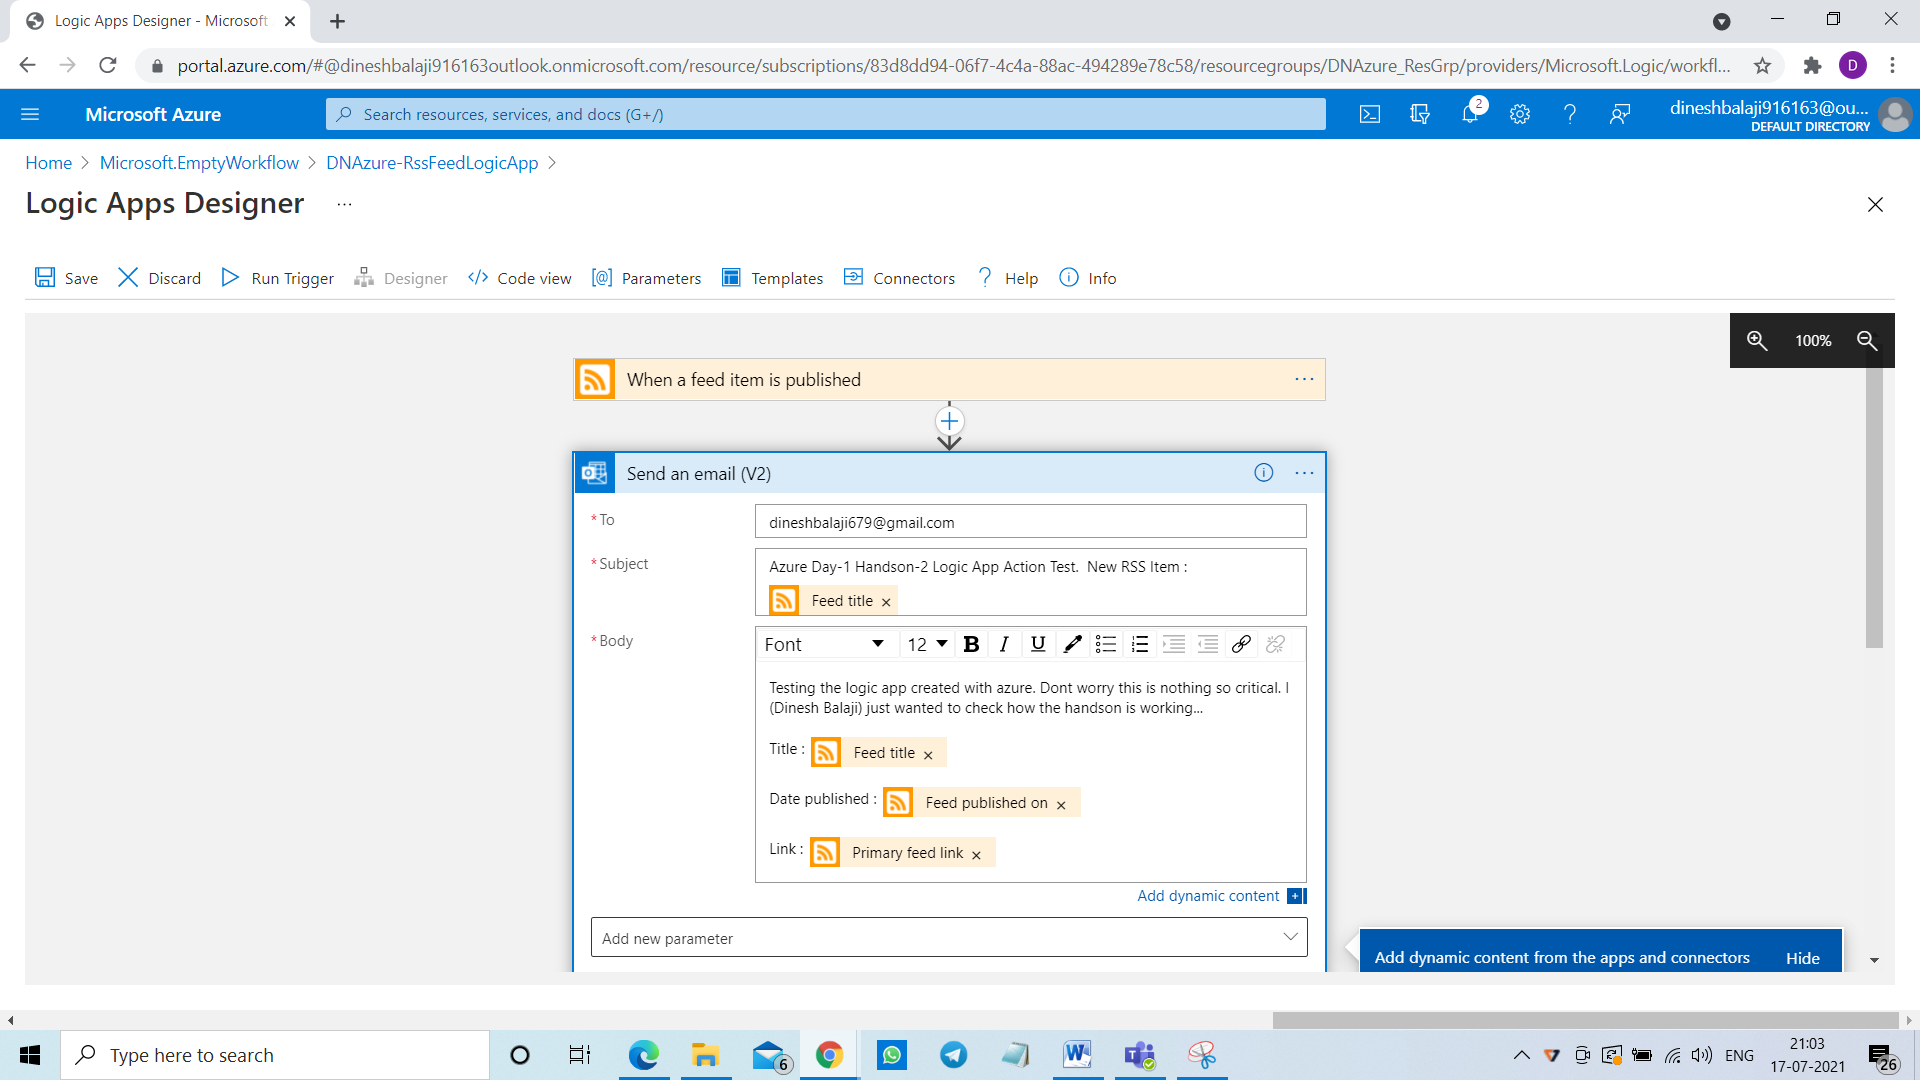 Logic Apps Designer - Microsoft
portal.azure.com/#@dineshbalaji916163outlook.onmicrosoft.com/resource/subscriptions/83d8dd94-06f7-4c4a-88ac-494289e78c58/resourcegroups/DNAzure_ResGrp/providers/Microsoft.Logic/workfl...
D
Microsoft Azure
Search resources, services, and docs (G+/)
2
dineshbalaji916163@ou...
DEFAULT DIRECTORY
Home > Microsoft.EmptyWorkflow > DNAzure-RssFeedLogicApp >
Logic Apps Designer ...
Save Discard Run Trigger Designer Code view Parameters Templates Connectors Help Info
100%
When a feed item is published
Send an email (V2)
* To
dineshbalaji679@gmail.com
* Subject
Azure Day-1 Handson-2 Logic App Action Test.  New RSS Item :
Feed title ×
* Body
Font 12 B I U
Testing the logic app created with azure. Dont worry this is nothing so critical. I
(Dinesh Balaji) just wanted to check how the handson is working...
Title : Feed title ×
Date published : Feed published on ×
Link : Primary feed link ×
Add dynamic content
Add new parameter
Add dynamic content from the apps and connectors Hide
Type here to search
6
ENG
21:03
17-07-2021
26